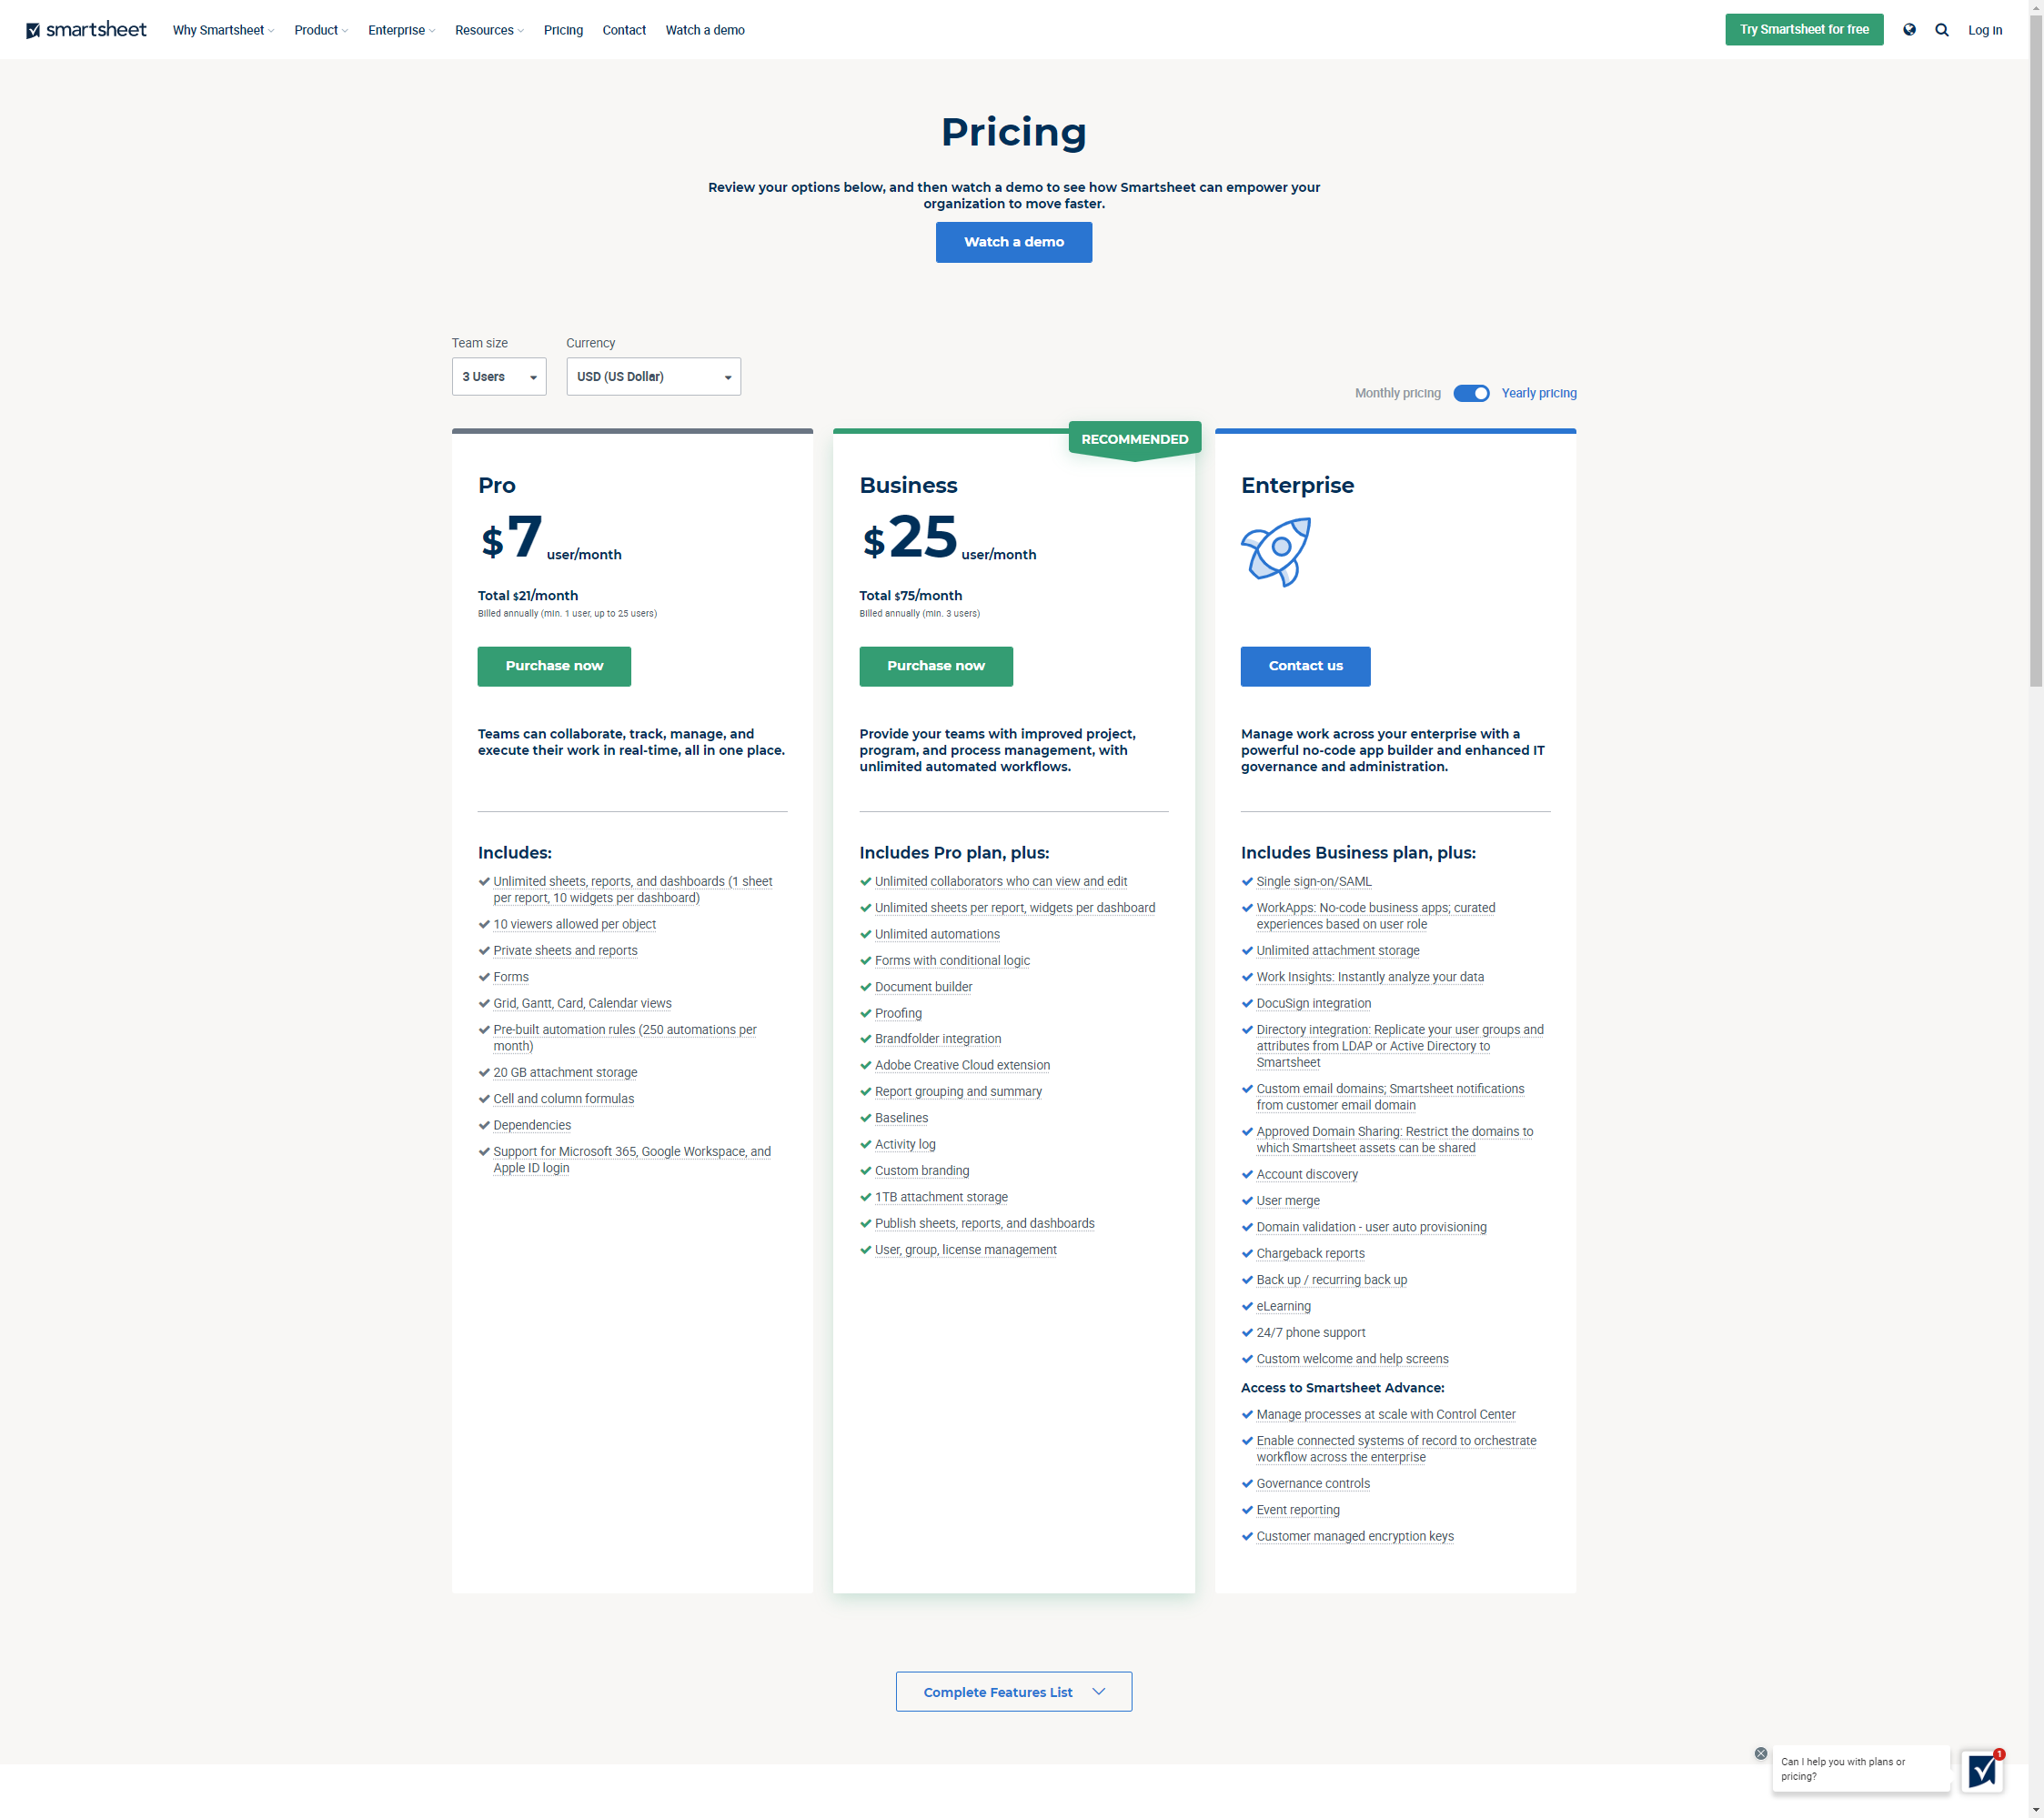 smartsheet
Why Smartsheet
Product
Enterprise
Resources
Pricing
Contact
Watch a demo
Try Smartsheet for free
Log in
Pricing
Review your options below, and then watch a demo to see how Smartsheet can empower your
organization to move faster.
Watch a demo
Team size
Currency
3 Users
USD (US Dollar)
Monthly pricing
Yearly pricing
Pro
$7 user/month
Total $21/month
Billed annually (min. 1 user, up to 25 users)
Purchase now
Teams can collaborate, track, manage, and
execute their work in real-time, all in one place.
Includes:
Unlimited sheets, reports, and dashboards (1 sheet
per report, 10 widgets per dashboard)
10 viewers allowed per object
Private sheets and reports
Forms
Grid, Gantt, Card, Calendar views
Pre-built automation rules (250 automations per
month)
20 GB attachment storage
Cell and column formulas
Dependencies
Support for Microsoft 365, Google Workspace, and
Apple ID login
RECOMMENDED
Business
$25 user/month
Total $75/month
Billed annually (min. 3 users)
Purchase now
Provide your teams with improved project,
program, and process management, with
unlimited automated workflows.
Includes Pro plan, plus:
Unlimited collaborators who can view and edit
Unlimited sheets per report, widgets per dashboard
Unlimited automations
Forms with conditional logic
Document builder
Proofing
Brandfolder integration
Adobe Creative Cloud extension
Report grouping and summary
Baselines
Activity log
Custom branding
1TB attachment storage
Publish sheets, reports, and dashboards
User, group, license management
Enterprise
Contact us
Manage work across your enterprise with a
powerful no-code app builder and enhanced IT
governance and administration.
Includes Business plan, plus:
Single sign-on/SAML
WorkApps: No-code business apps; curated
experiences based on user role
Unlimited attachment storage
Work Insights: Instantly analyze your data
DocuSign integration
Directory integration: Replicate your user groups and
attributes from LDAP or Active Directory to
Smartsheet
Custom email domains; Smartsheet notifications
from customer email domain
Approved Domain Sharing: Restrict the domains to
which Smartsheet assets can be shared
Account discovery
User merge
Domain validation - user auto provisioning
Chargeback reports
Back up / recurring back up
eLearning
24/7 phone support
Custom welcome and help screens
Access to Smartsheet Advance:
Manage processes at scale with Control Center
Enable connected systems of record to orchestrate
workflow across the enterprise
Governance controls
Event reporting
Customer managed encryption keys
Complete Features List
Can I help you with plans or
pricing?
1